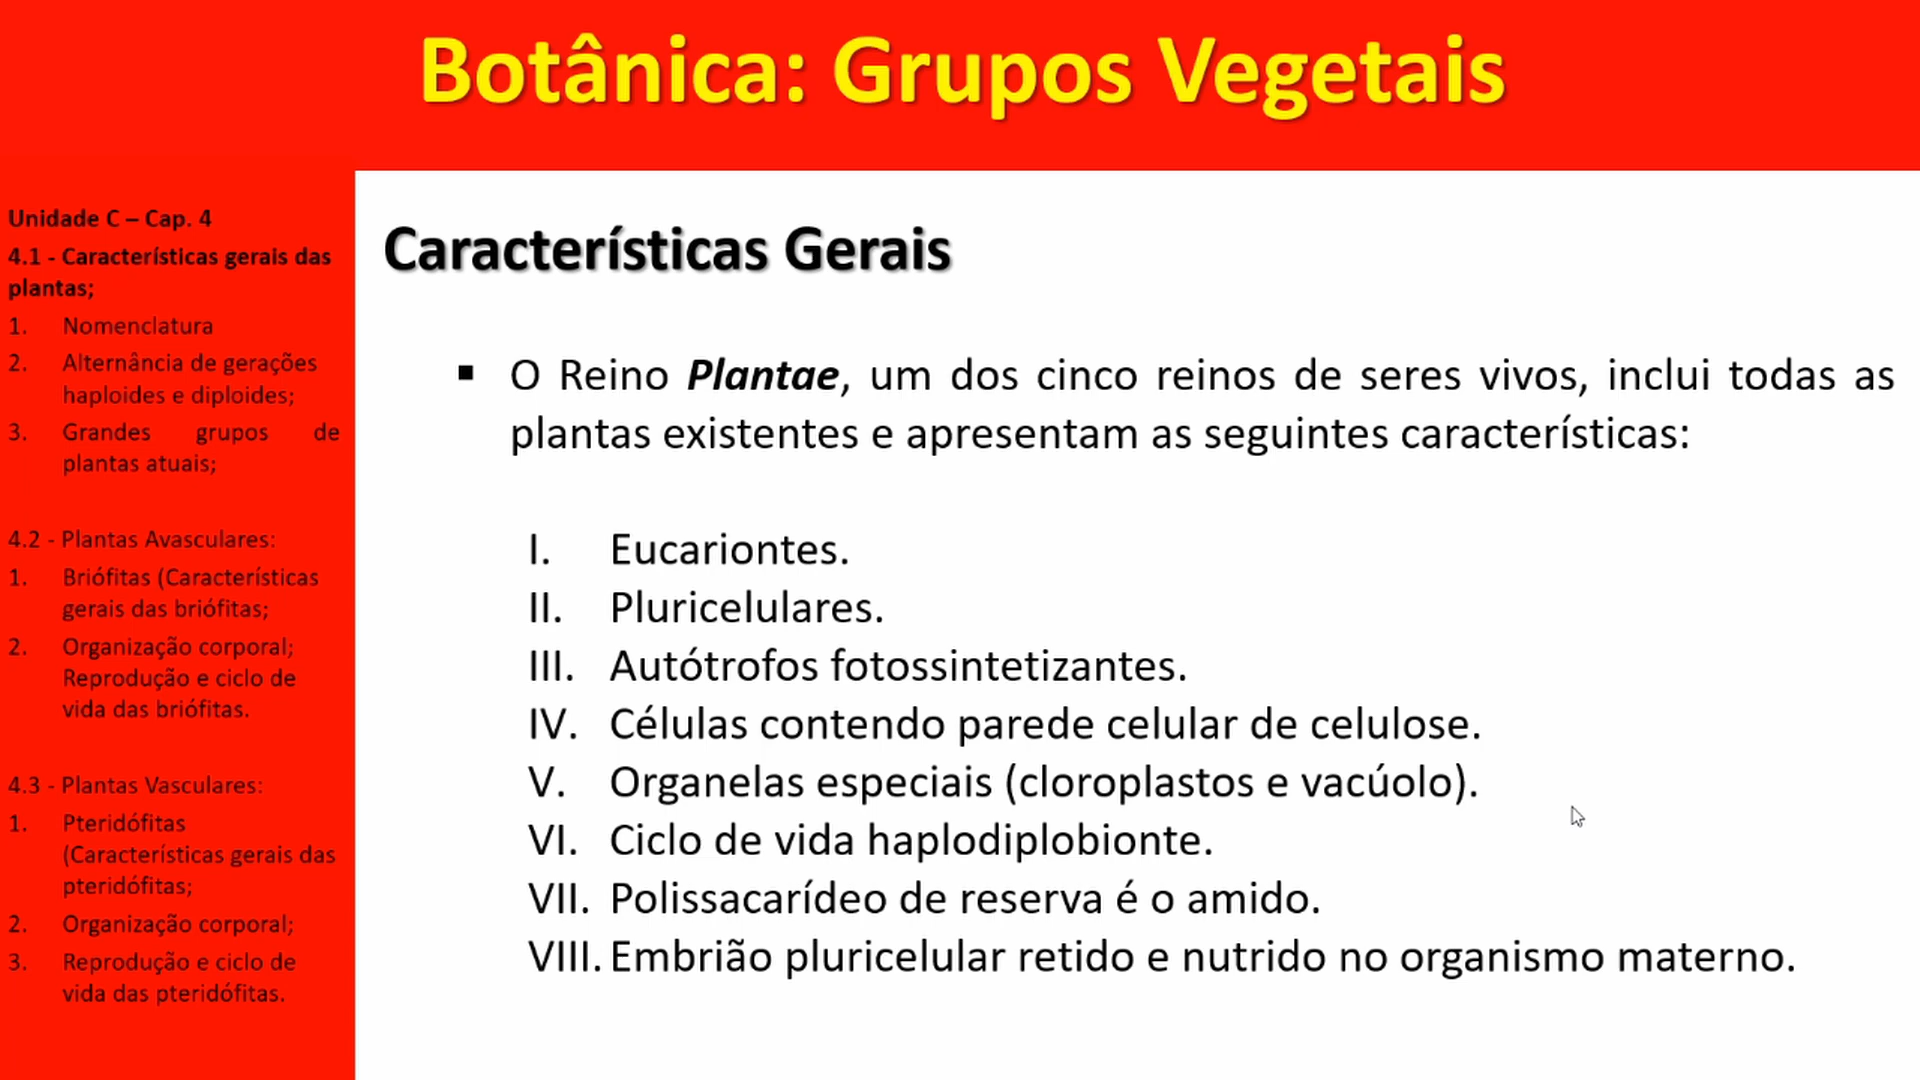 Botânica: Grupos Vegetais
Unidade C – Cap. 4
4.1 - Características gerais das
plantas;
1. Nomenclatura
2. Alternância de gerações
haploides e diploides;
3. Grandes grupos de
plantas atuais;
4.2 - Plantas Avasculares:
1. Briófitas (Características
gerais das briófitas;
2. Organização corporal;
Reprodução e ciclo de
vida das briófitas.
4.3 - Plantas Vasculares:
1. Pteridófitas
(Características gerais das
pteridófitas;
2. Organização corporal;
3. Reprodução e ciclo de
vida das pteridófitas.
Características Gerais
▪ O Reino Plantae, um dos cinco reinos de seres vivos, inclui todas as
plantas existentes e apresentam as seguintes características:
I. Eucariontes.
II. Pluricelulares.
III. Autótrofos fotossintetizantes.
IV. Células contendo parede celular de celulose.
V. Organelas especiais (cloroplastos e vacúolo).
VI. Ciclo de vida haplodiplobionte.
VII. Polissacarídeo de reserva é o amido.
VIII. Embrião pluricelular retido e nutrido no organismo materno.